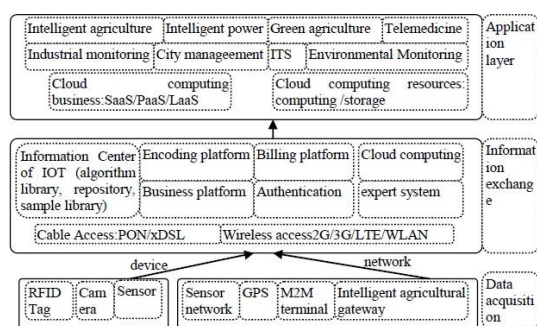 Intelligent agriculture Intelligent power Green agriculture Telemedicine
Industrial monitoring City manageement ITS Environmental Monitoring
Cloud computing
business:SaaS/PaaS/LaaS
Cloud computing resources:
computing /storage
Applicat
ion
layer
Information Center
of IOT (algorithm
library, repository,
sample library)
Encoding platform Billing platform Cloud computing
Business platform Authentication expert system
Cable Access:PON/xDSL Wireless access2G/3G/LTE/WLAN
Informat
ion
exchang
e
device network
RFID
Tag
Cam
era
Sensor
Sensor
network
GPS
M2M
terminal
Intelligent agricultural
gateway
Data
acquisiti
on